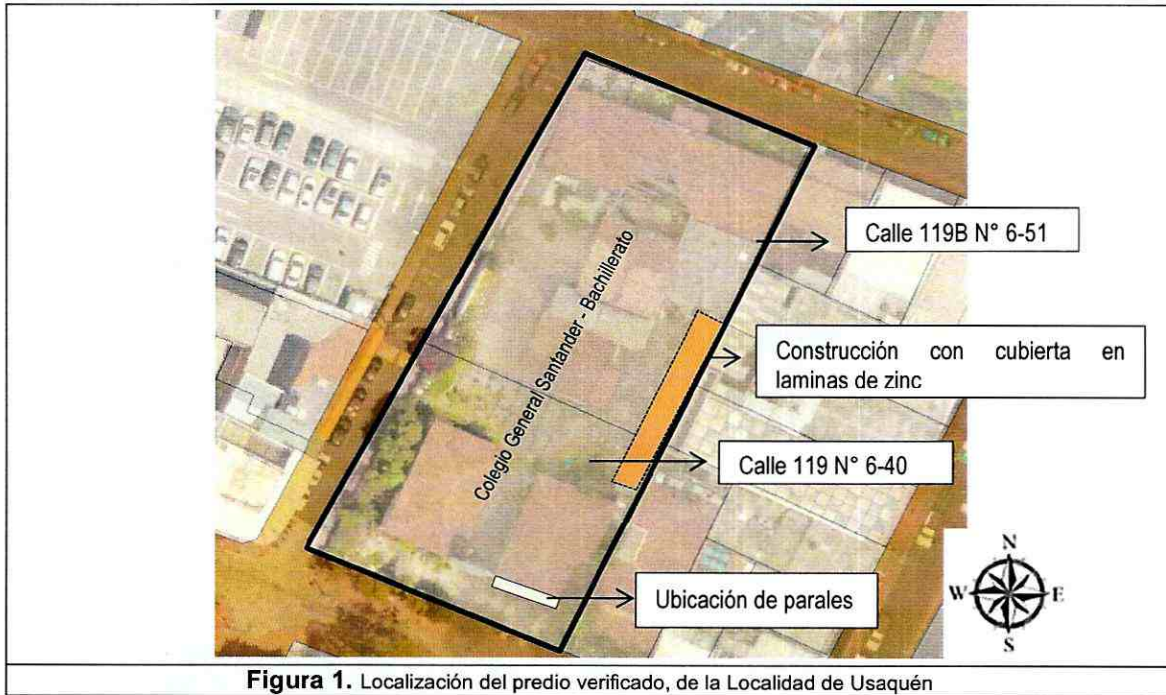 Calle 119B N° 6-51
Colegio General Santander - Bachillerato
Construcción con cubierta en
laminas de zinc
Calle 119 N° 6-40
Ubicación de parales
N
W E
S
Figura 1. Localización del predio verificado, de la Localidad de Usaquén